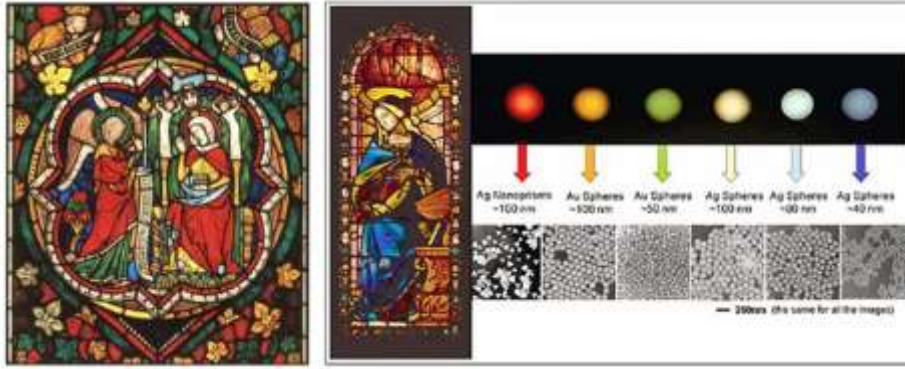 Ag Nanoprisms Au Spheres Au Spheres Ag Spheres Ag Spheres Ag Spheres
~100 nm ~100 nm ~50 nm ~100 nm ~80 nm ~40 nm
(the same for all the images)